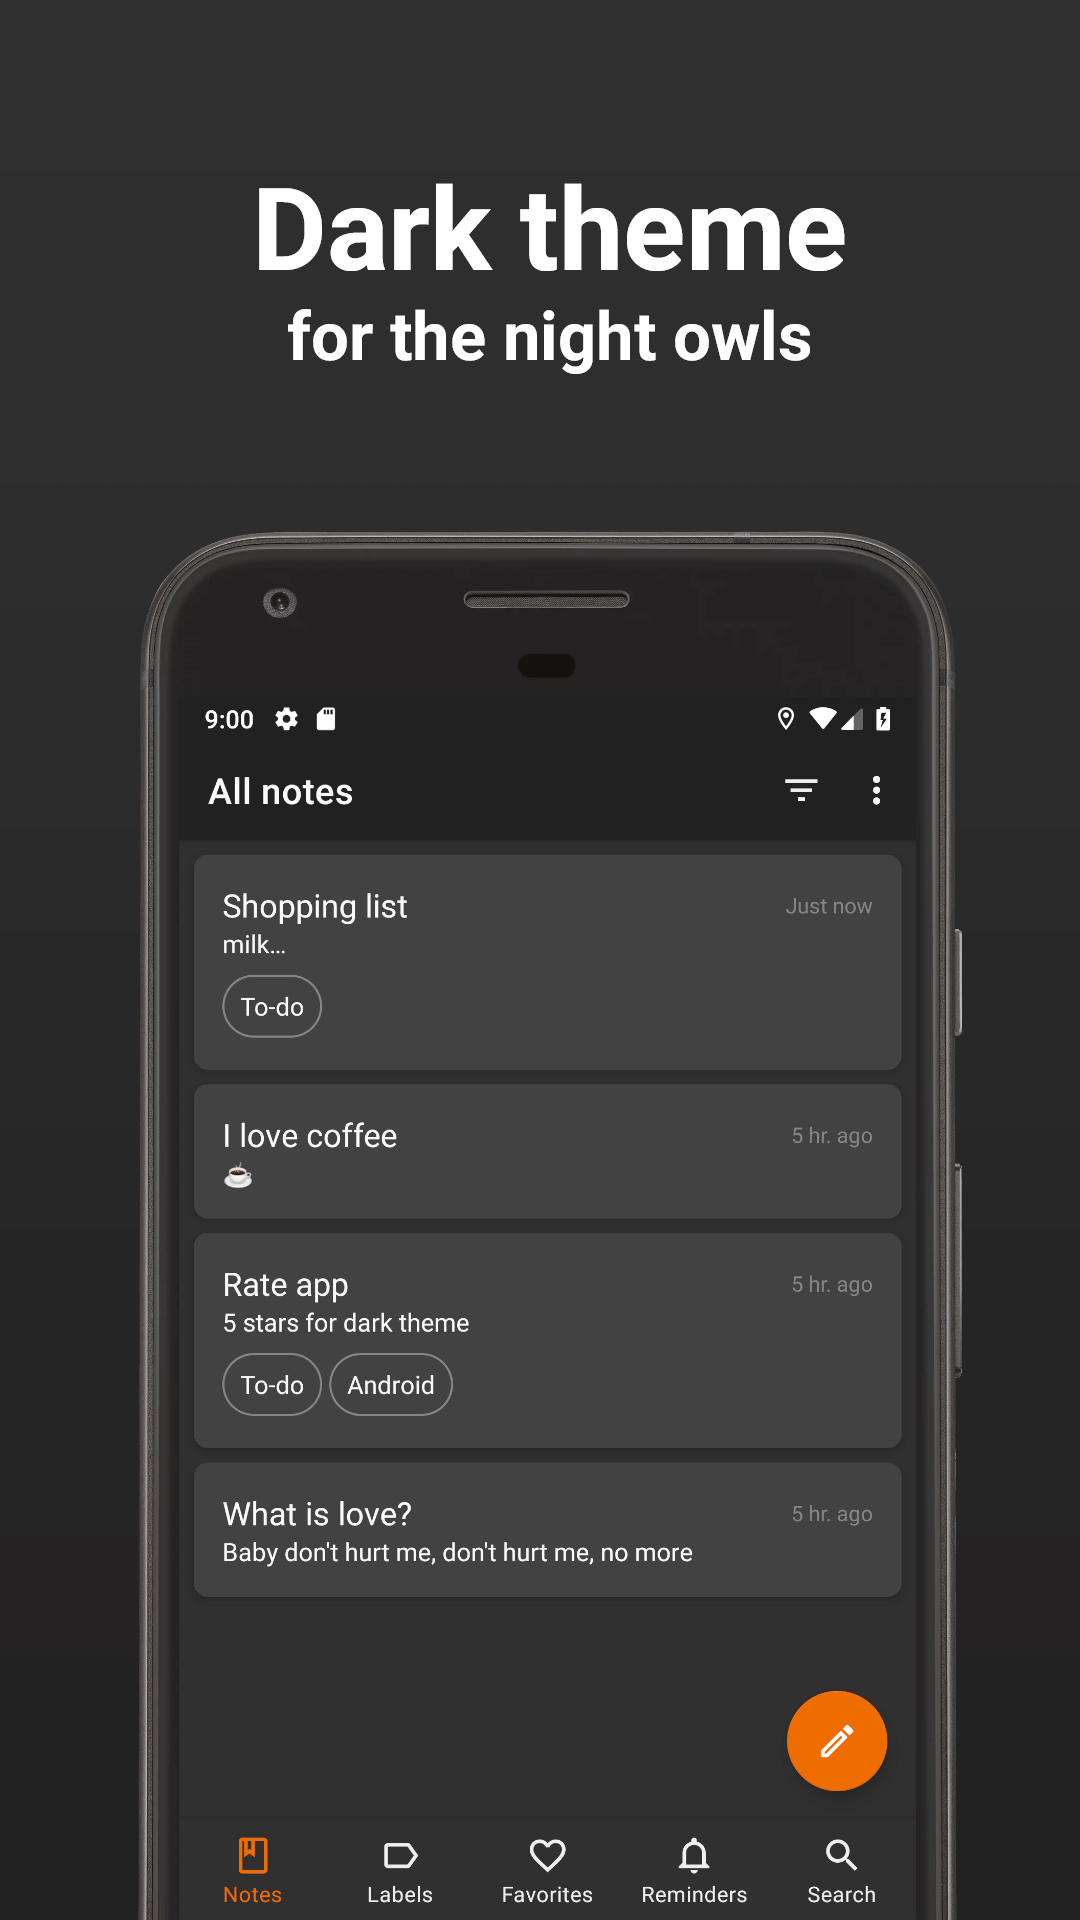 Dark theme
for the night owls
9:00
All notes
Shopping list
Just now
milk...
To-do
I love coffee
5 hr. ago
☕
Rate app
5 hr. ago
5 stars for dark theme
To-do Android
What is love?
5 hr. ago
Baby don't hurt me, don't hurt me, no more
Notes Labels Favorites Reminders Search